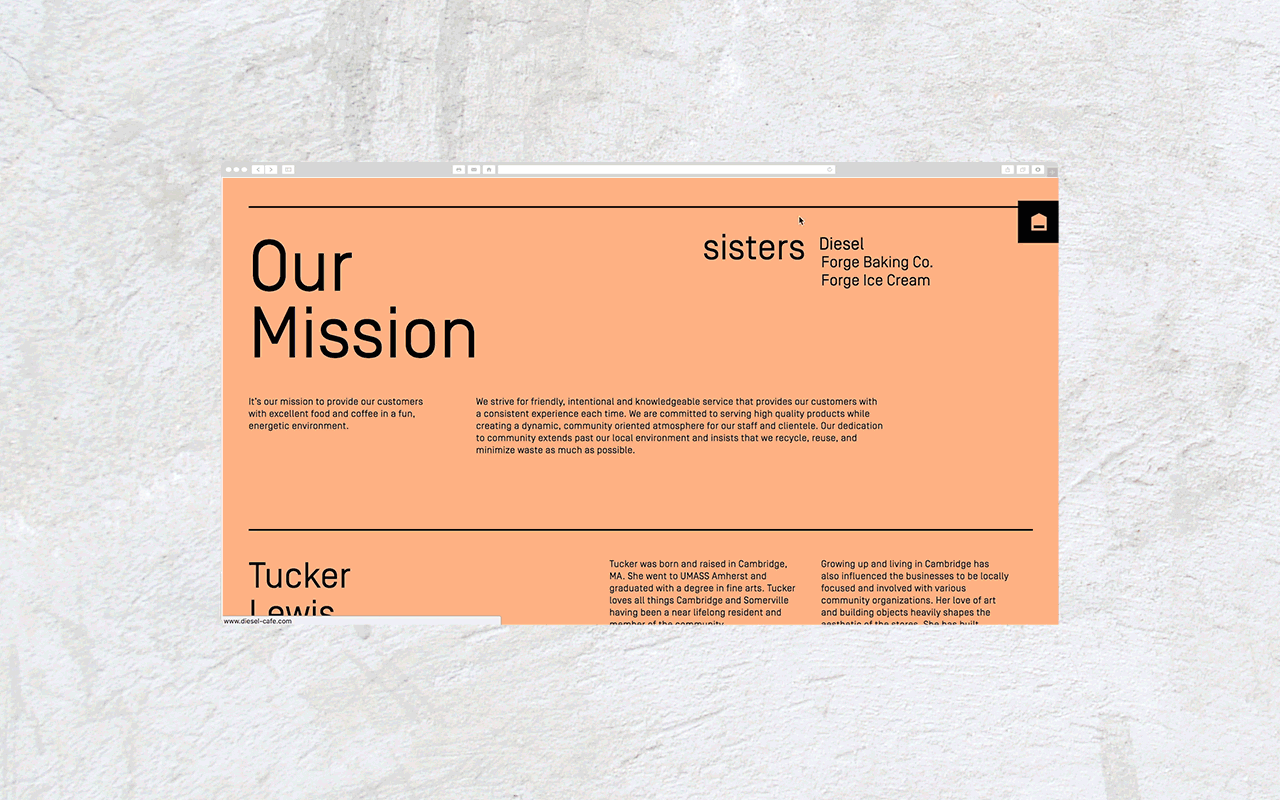 Our
Mission
sisters
Diesel
Forge Baking Co.
Forge Ice Cream
It's our mission to provide our customers
with excellent food and coffee in a fun,
energetic environment.
We strive for friendly, intentional and knowledgeable service that provides our customers with
a consistent experience each time. We are committed to serving high quality products while
creating a dynamic, community oriented atmosphere for our staff and clientele. Our dedication
to community extends past our local environment and insists that we recycle, reuse, and
minimize waste as much as possible.
Tucker
Lewis
Tucker was born and raised in Cambridge,
MA. She went to UMASS Amherst and
graduated with a degree in fine arts. Tucker
loves all things Cambridge and Somerville
having been a near lifelong resident and
member of the community.
Growing up and living in Cambridge has
also influenced the businesses to be locally
focused and involved with various
community organizations. Her love of art
and building objects heavily shapes the
aesthetic of the stores. She has built
www.diesel-cafe.com